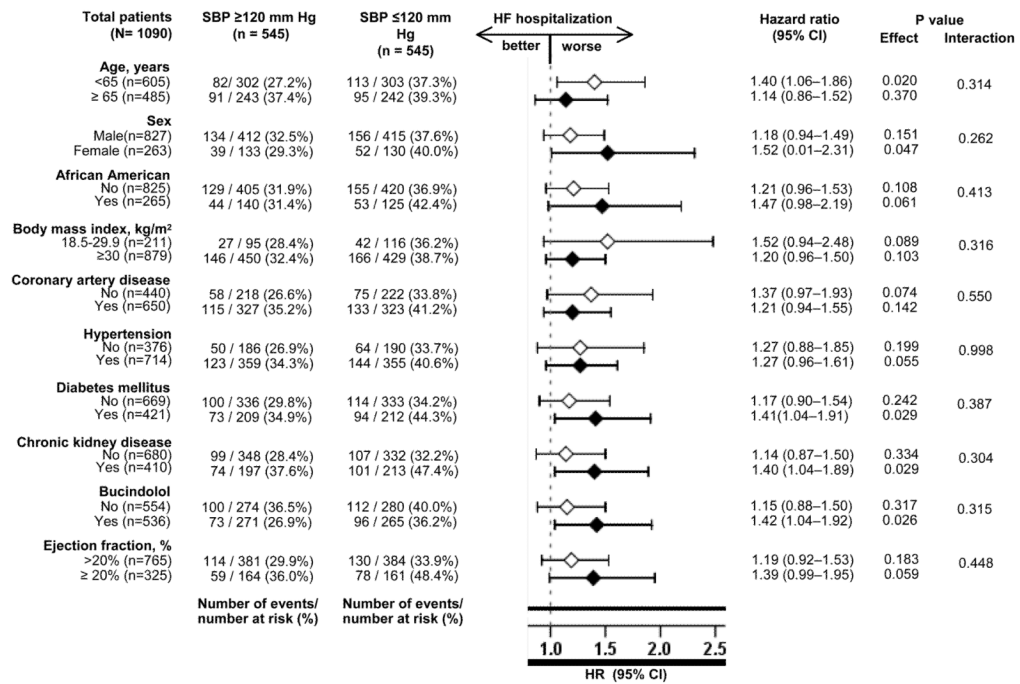 Total patients SBP ≥120 mm Hg SBP ≤120 mm HF hospitalization Hazard ratio P value
(N= 1090) (n = 545) Hg better worse (95% CI) Effect Interaction
(n = 545)
Age, years
<65 (n=605) 82/ 302 (27.2%) 113 / 303 (37.3%) 1.40 (1.06–1.86) 0.020 0.314
≥ 65 (n=485) 91 / 243 (37.4%) 95 / 242 (39.3%) 1.14 (0.86–1.52) 0.370
Sex
Male(n=827) 134 / 412 (32.5%) 156 / 415 (37.6%) 1.18 (0.94–1.49) 0.151 0.262
Female (n=263) 39 / 133 (29.3%) 52 / 130 (40.0%) 1.52 (0.01–2.31) 0.047
African American
No (n=825) 129 / 405 (31.9%) 155 / 420 (36.9%) 1.21 (0.96–1.53) 0.108 0.413
Yes (n=265) 44 / 140 (31.4%) 53 / 125 (42.4%) 1.47 (0.98–2.19) 0.061
Body mass index, kg/m²
18.5-29.9 (n=211) 27 / 95 (28.4%) 42 / 116 (36.2%) 1.52 (0.94–2.48) 0.089 0.316
≥30 (n=879) 146 / 450 (32.4%) 166 / 429 (38.7%) 1.20 (0.96–1.50) 0.103
Coronary artery disease
No (n=440) 58 / 218 (26.6%) 75 / 222 (33.8%) 1.37 (0.97–1.93) 0.074 0.550
Yes (n=650) 115 / 327 (35.2%) 133 / 323 (41.2%) 1.21 (0.94–1.55) 0.142
Hypertension
No (n=376) 50 / 186 (26.9%) 64 / 190 (33.7%) 1.27 (0.88–1.85) 0.199 0.998
Yes (n=714) 123 / 359 (34.3%) 144 / 355 (40.6%) 1.27 (0.96–1.61) 0.055
Diabetes mellitus
No (n=669) 100 / 336 (29.8%) 114 / 333 (34.2%) 1.17 (0.90–1.54) 0.242 0.387
Yes (n=421) 73 / 209 (34.9%) 94 / 212 (44.3%) 1.41(1.04–1.91) 0.029
Chronic kidney disease
No (n=680) 99 / 348 (28.4%) 107 / 332 (32.2%) 1.14 (0.87–1.50) 0.334 0.304
Yes (n=410) 74 / 197 (37.6%) 101 / 213 (47.4%) 1.40 (1.04–1.89) 0.029
Bucindolol
No (n=554) 100 / 274 (36.5%) 112 / 280 (40.0%) 1.15 (0.88–1.50) 0.317 0.315
Yes (n=536) 73 / 271 (26.9%) 96 / 265 (36.2%) 1.42 (1.04–1.92) 0.026
Ejection fraction, %
>20% (n=765) 114 / 381 (29.9%) 130 / 384 (33.9%) 1.19 (0.92–1.53) 0.183 0.448
≥ 20% (n=325) 59 / 164 (36.0%) 78 / 161 (48.4%) 1.39 (0.99–1.95) 0.059
Number of events/ Number of events/
number at risk (%) number at risk (%)
1.0 1.5 2.0 2.5
HR (95% CI)